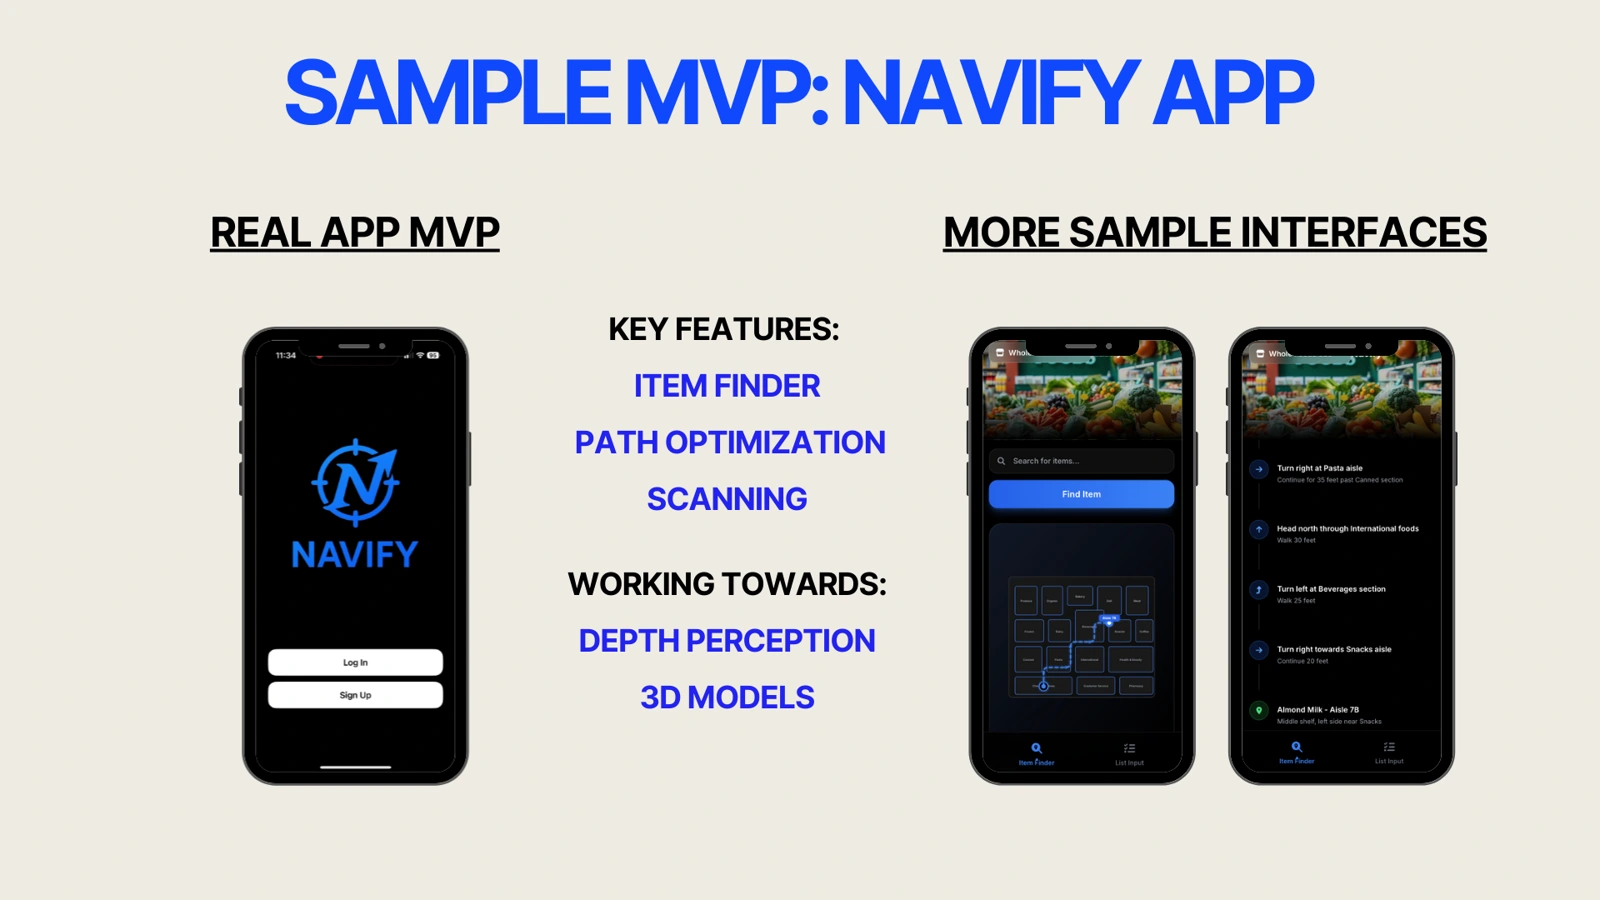 SAMPLE MVP: NAVIFY APP
REAL APP MVP
11:34
NAVIFY
Log In
Sign Up
KEY FEATURES:
ITEM FINDER
PATH OPTIMIZATION
SCANNING
WORKING TOWARDS:
DEPTH PERCEPTION
3D MODELS
MORE SAMPLE INTERFACES
Whol
Search for items...
Find Item
Item Finder
List Input
Whole
Turn right at Pasta aisle
Continue for 35 feet past Canned section
Head north through International foods
Walk 30 feet
Turn left at Beverages section
Walk 25 feet
Turn right towards Snacks aisle
Continue 20 feet
Almond Milk - Aisle 7B
Middle shelf, left side near Snacks
Item Finder
List Input